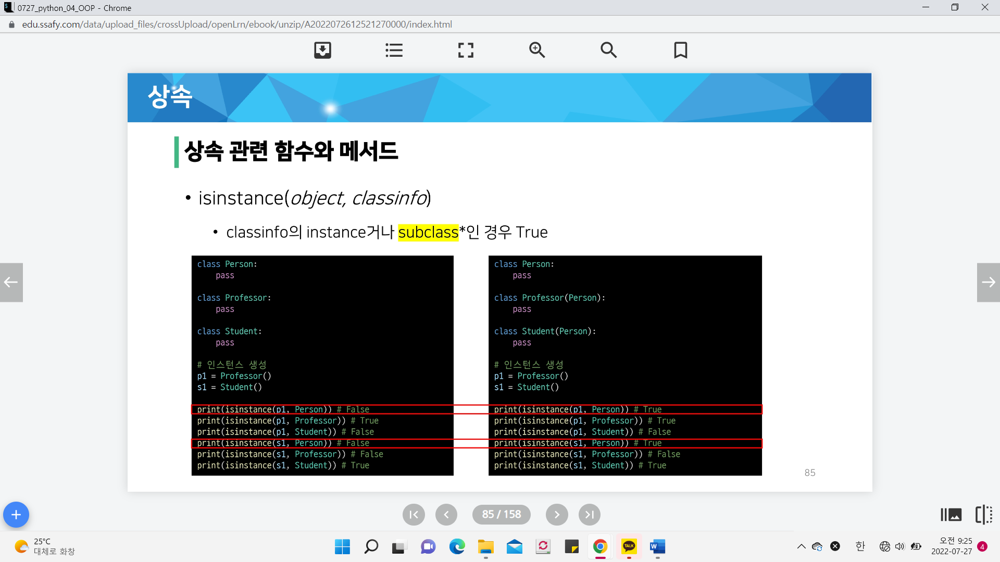 0727_python_04_OOP - Chrome
edu.ssafy.com/data/upload_files/crossUpload/openLrn/ebook/unzip/A2022072612521270000/index.html
상속
상속 관련 함수와 메서드
• isinstance(object, classinfo)
• classinfo의 instance거나 subclass*인 경우 True
class Person:
    pass
class Professor:
    pass
class Student:
    pass
# 인스턴스 생성
p1 = Professor()
s1 = Student()
print(isinstance(p1, Person)) # False
print(isinstance(p1, Professor)) # True
print(isinstance(p1, Student)) # False
print(isinstance(s1, Person)) # False
print(isinstance(s1, Professor)) # False
print(isinstance(s1, Student)) # True
class Person:
    pass
class Professor(Person):
    pass
class Student(Person):
    pass
# 인스턴스 생성
p1 = Professor()
s1 = Student()
print(isinstance(p1, Person)) # True
print(isinstance(p1, Professor)) # True
print(isinstance(p1, Student)) # False
print(isinstance(s1, Person)) # True
print(isinstance(s1, Professor)) # False
print(isinstance(s1, Student)) # True
85
85 / 158
25°C
대체로 화창
TALK
W
한
오전 9:25
2022-07-27
4